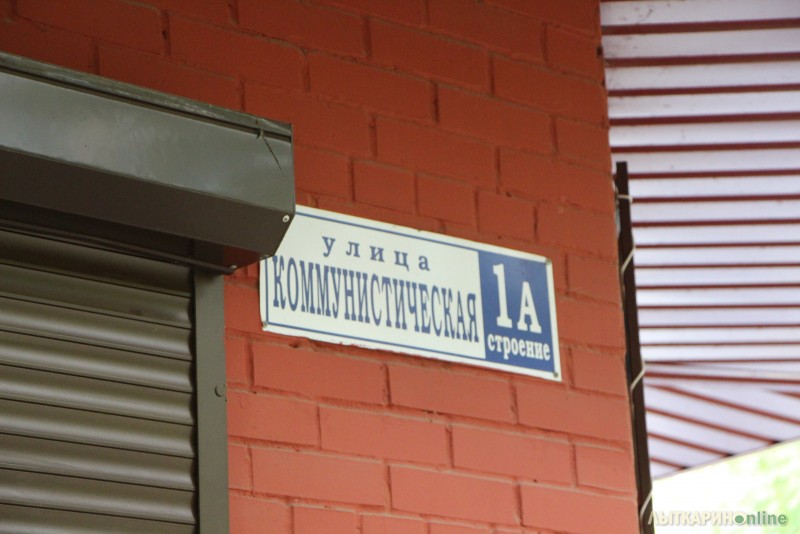 улица
КОММУНИСТИЧЕСКАЯ
1А
строение
ЛЫТКАРИНОonline